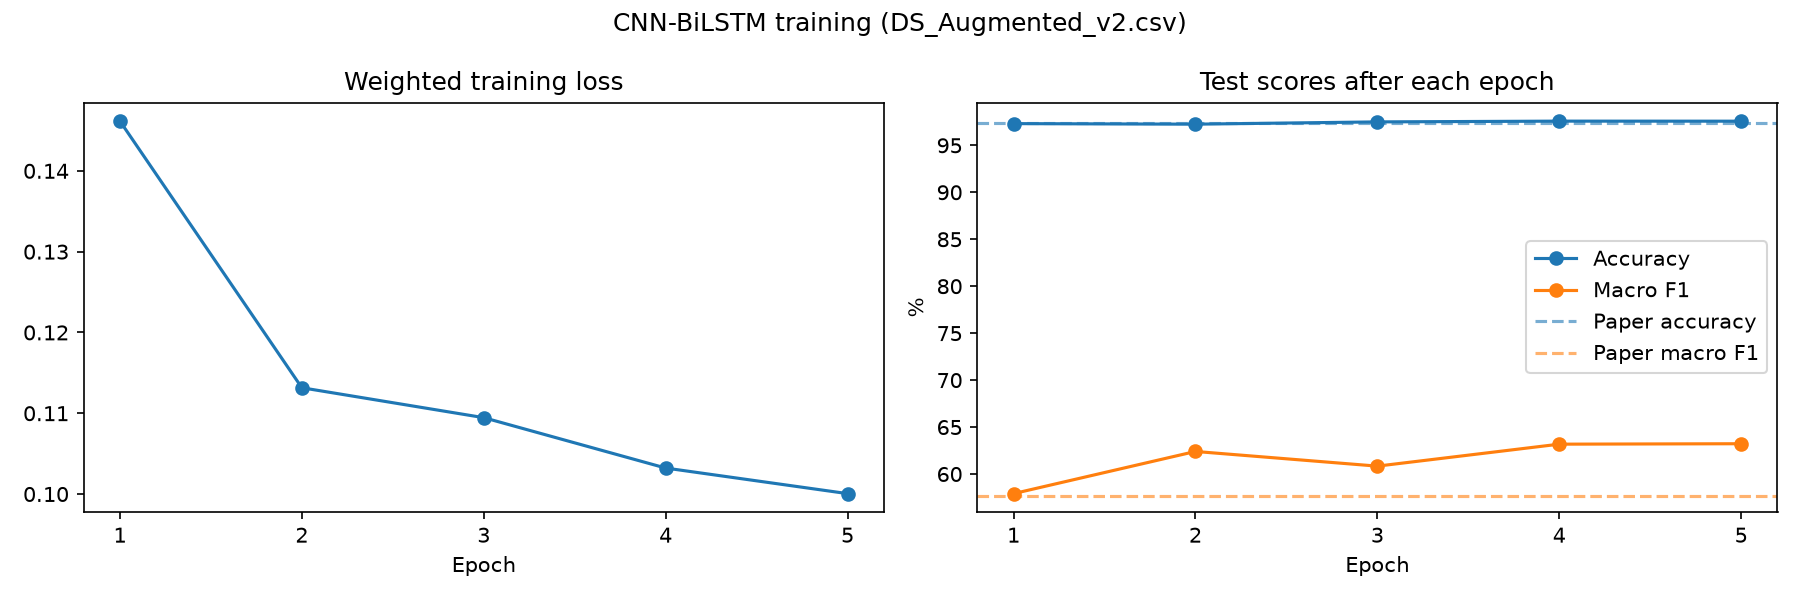 CNN-BiLSTM training (DS_Augmented_v2.csv)
Weighted training loss
0.14
0.13
0.12
0.11
0.10
1 2 3 4 5
Epoch
Test scores after each epoch
%
95
90
85
80
75
70
65
60
Accuracy
Macro F1
Paper accuracy
Paper macro F1
1 2 3 4 5
Epoch